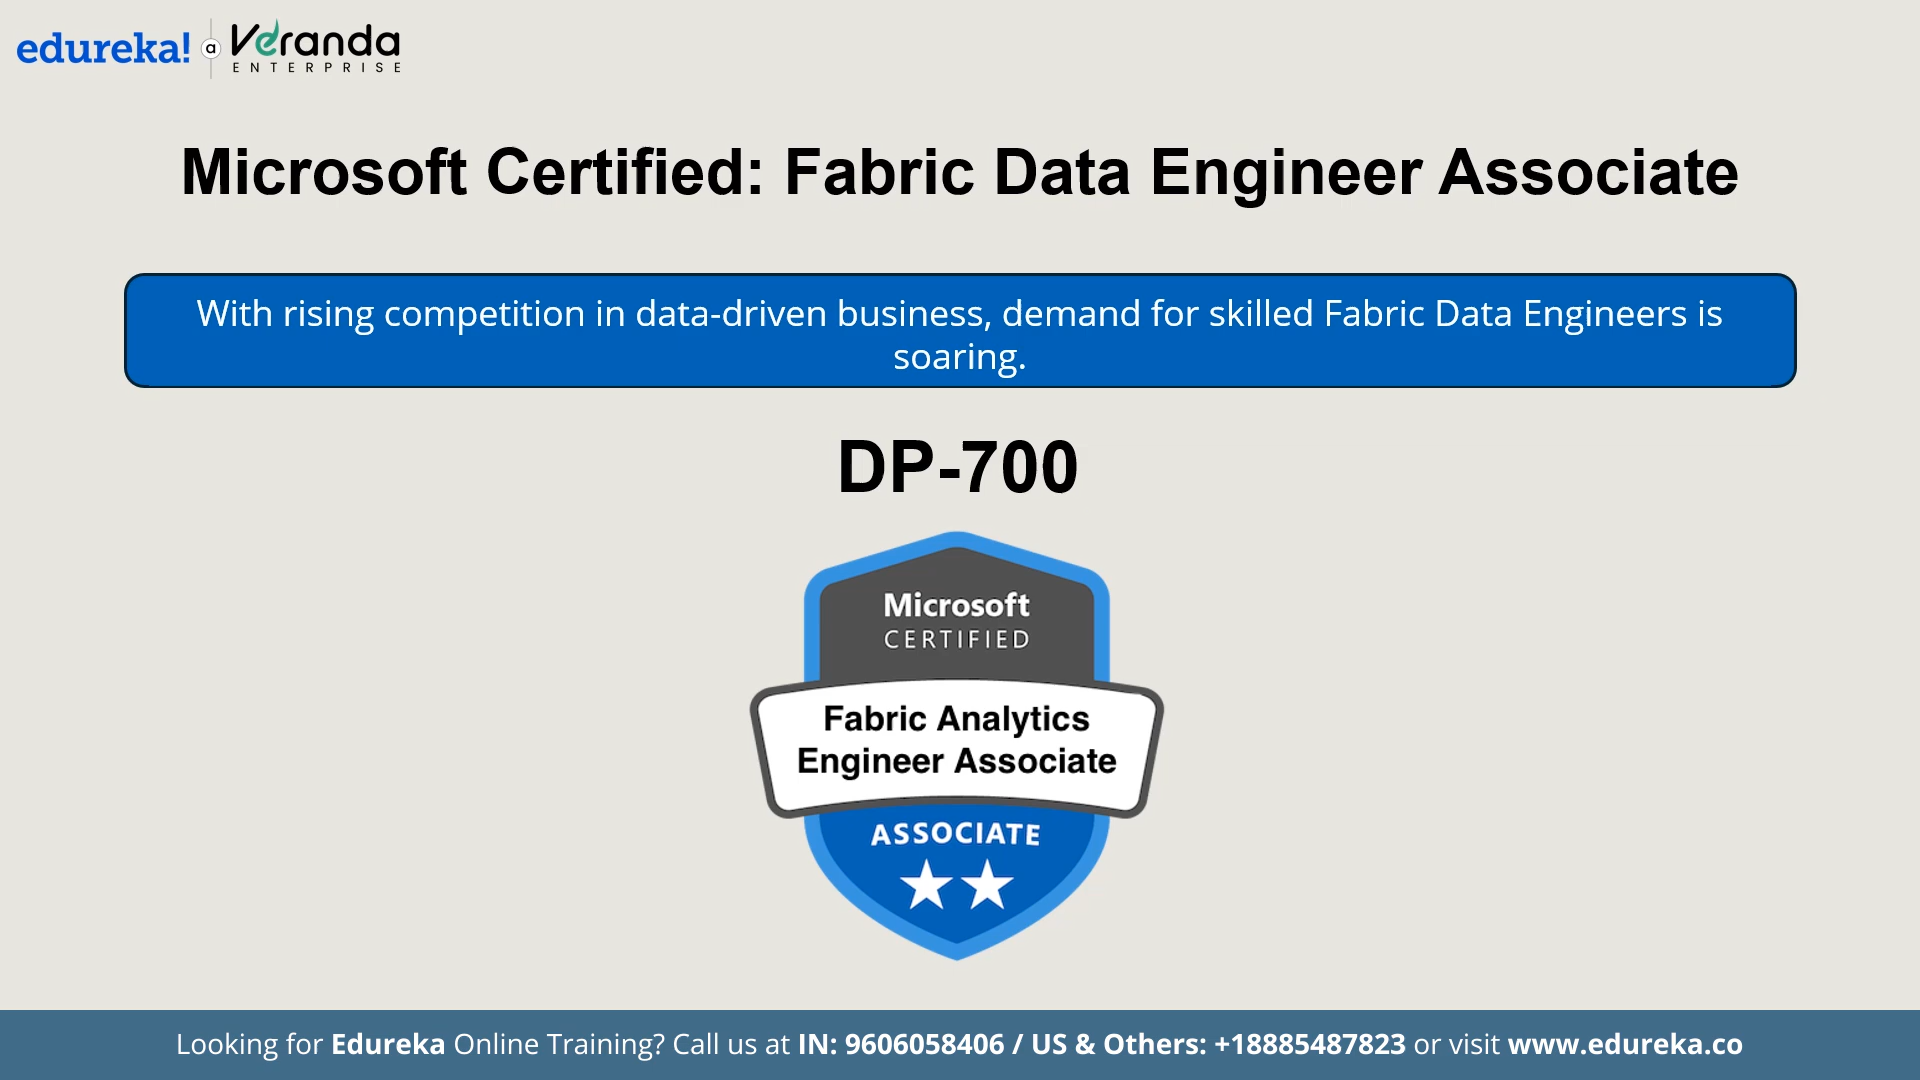 edureka! a Veranda
ENTERPRISE
Microsoft Certified: Fabric Data Engineer Associate
With rising competition in data-driven business, demand for skilled Fabric Data Engineers is
soaring.
DP-700
Microsoft
CERTIFIED
Fabric Analytics
Engineer Associate
ASSOCIATE
Looking for Edureka Online Training? Call us at IN: 9606058406 / US & Others: +18885487823 or visit www.edureka.co